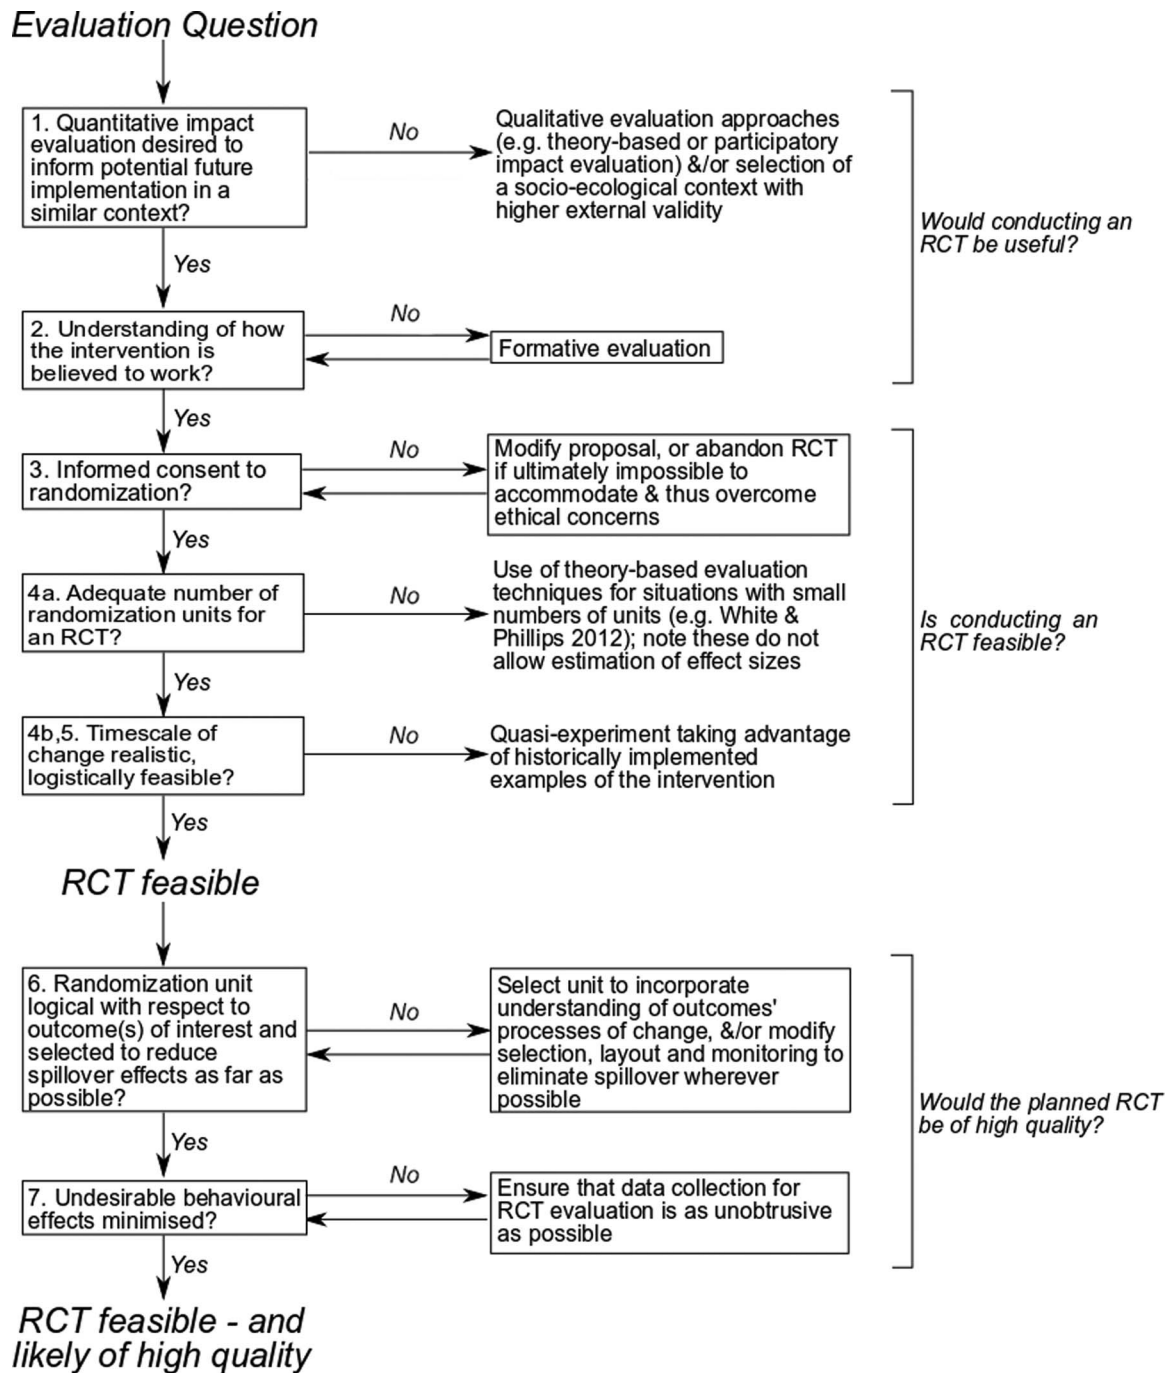 Evaluation Question
1. Quantitative impact
evaluation desired to
inform potential future
implementation in a
similar context?
No
Qualitative evaluation approaches
(e.g. theory-based or participatory
impact evaluation) &/or selection of
a socio-ecological context with
higher external validity
Would conducting an
RCT be useful?
Yes
2. Understanding of how
the intervention is
believed to work?
No
Formative evaluation
Yes
3. Informed consent to
randomization?
No
Modify proposal, or abandon RCT
if ultimately impossible to
accommodate & thus overcome
ethical concerns
Yes
4a. Adequate number of
randomization units for
an RCT?
No
Use of theory-based evaluation
techniques for situations with small
numbers of units (e.g. White &
Phillips 2012); note these do not
allow estimation of effect sizes
Is conducting an
RCT feasible?
Yes
4b,5. Timescale of
change realistic,
logistically feasible?
No
Quasi-experiment taking advantage
of historically implemented
examples of the intervention
Yes
RCT feasible
6. Randomization unit
logical with respect to
outcome(s) of interest and
selected to reduce
spillover effects as far as
possible?
No
Select unit to incorporate
understanding of outcomes'
processes of change, &/or modify
selection, layout and monitoring to
eliminate spillover wherever
possible
Would the planned RCT
be of high quality?
Yes
7. Undesirable behavioural
effects minimised?
No
Ensure that data collection for
RCT evaluation is as unobtrusive
as possible
Yes
RCT feasible - and
likely of high quality